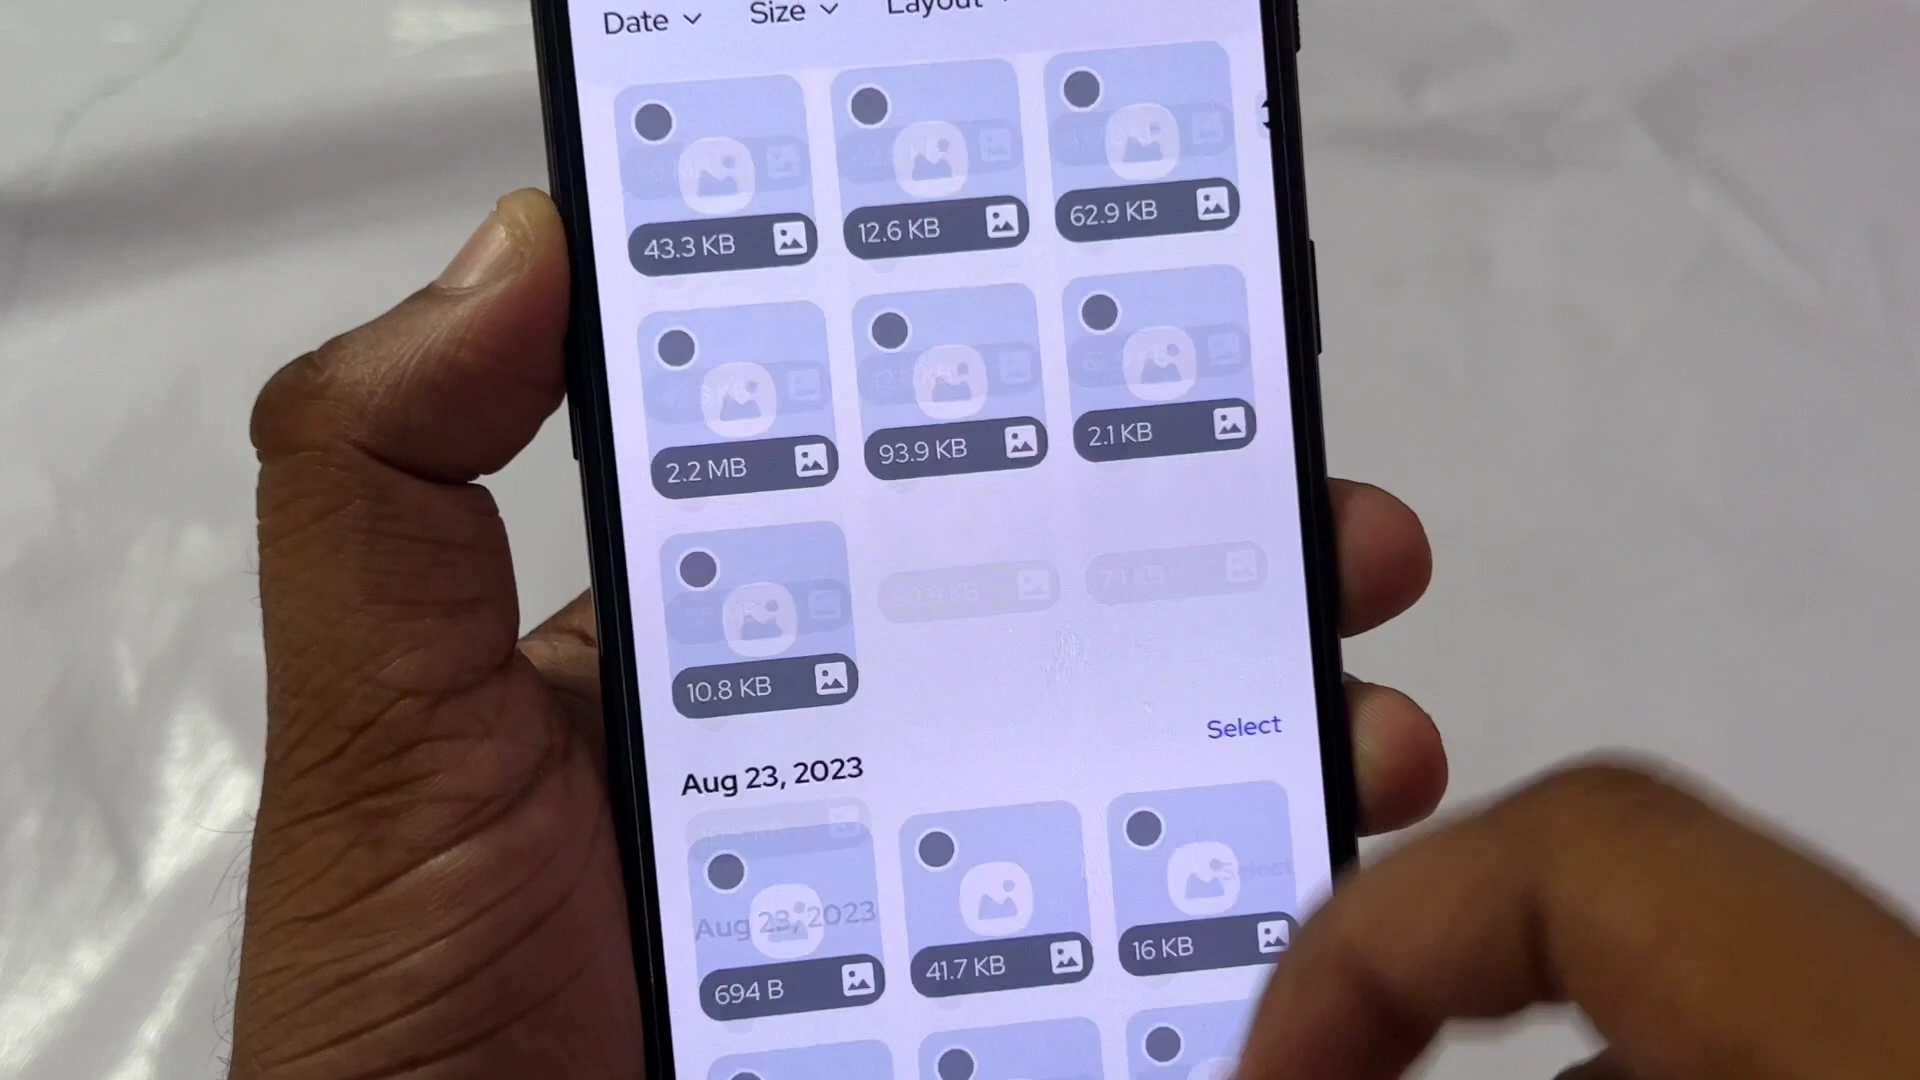 Date Size Layout
43.3 KB 12.6 KB 62.9 KB
2.2 MB 93.9 KB 2.1 KB
10.8 KB
Select
Aug 23, 2023
Aug 23, 2023
694 B 41.7 KB 16 KB